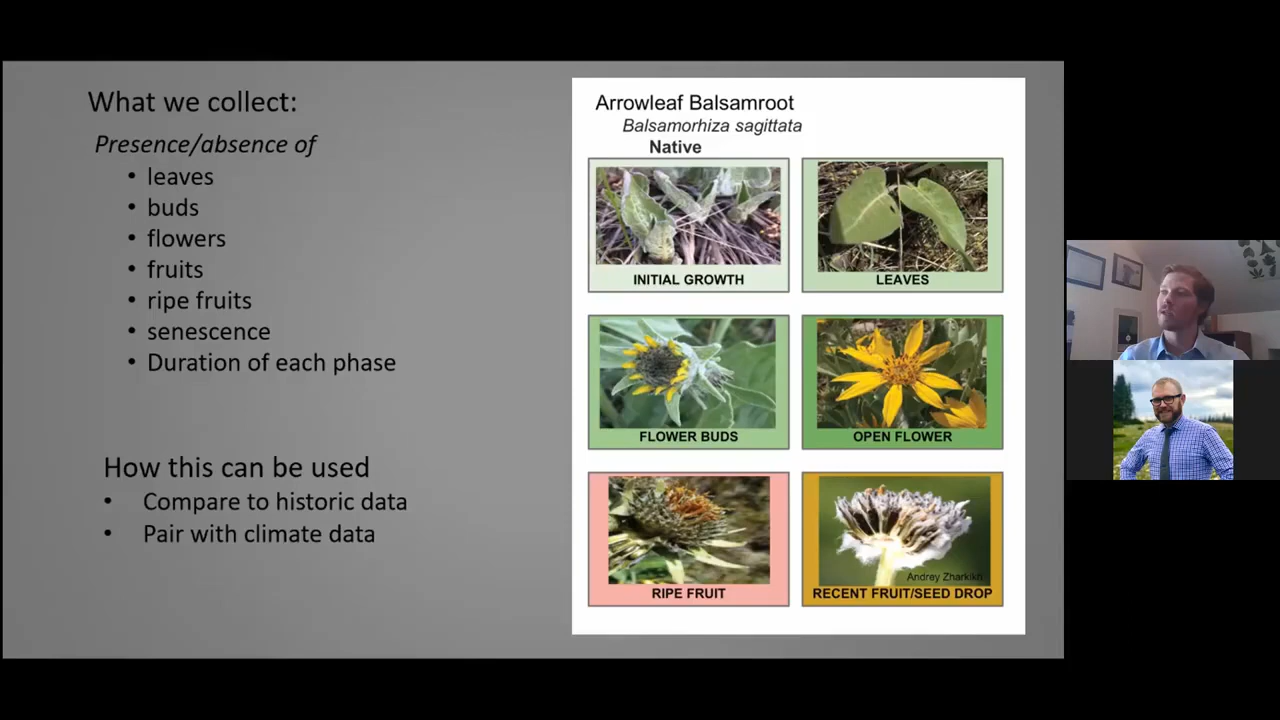 What we collect:
Presence/absence of
• leaves
• buds
• flowers
• fruits
• ripe fruits
• senescence
• Duration of each phase
How this can be used
• Compare to historic data
• Pair with climate data
Arrowleaf Balsamroot
Balsamorhiza sagittata
Native
INITIAL GROWTH
LEAVES
FLOWER BUDS
OPEN FLOWER
RIPE FRUIT
Andrey Zharkikh
RECENT FRUIT/SEED DROP